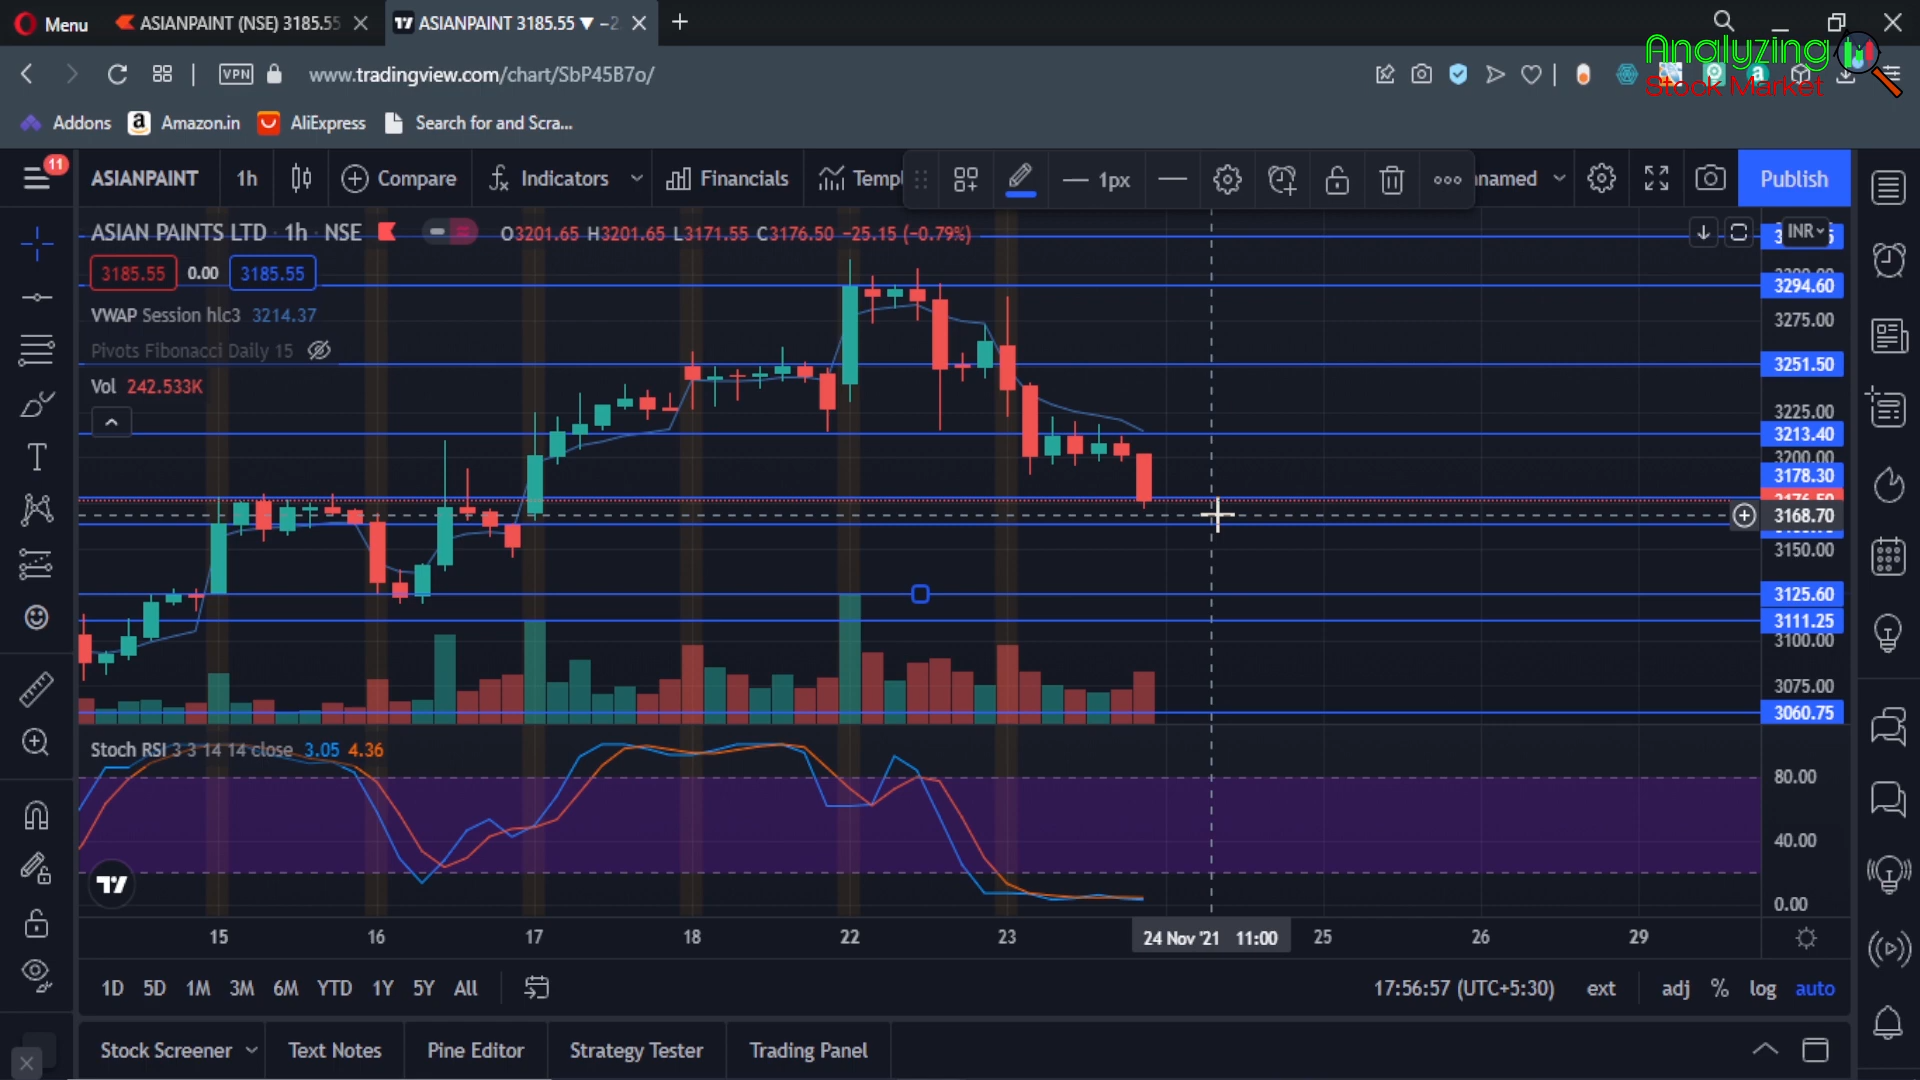 Menu
ASIANPAINT (NSE) 3185.55
ASIANPAINT 3185.55 ▼ −2
Analyzing
Stock Market
VPN
www.tradingview.com/chart/SbP45B7o/
Addons
Amazon.in
AliExpress
Search for and Scra...
11
ASIANPAINT
1h
Compare
Indicators
Financials
Templ
1px
nnamed
Publish
ASIAN PAINTS LTD · 1h · NSE
O3201.65 H3201.65 L3171.55 C3176.50 −25.15 (−0.79%)
INR
3185.55
0.00
3185.55
3294.60
VWAP Session hlc3 3214.37
3275.00
Pivots Fibonacci Daily 15
3251.50
Vol 242.533K
3225.00
3213.40
3200.00
3178.30
3176.50
3168.70
3150.00
3125.60
3111.25
3100.00
3075.00
3060.75
Stoch RSI 3 3 14 14 close 3.05 4.36
80.00
40.00
0.00
15
16
17
18
22
23
24 Nov '21 11:00
25
26
29
1D
5D
1M
3M
6M
YTD
1Y
5Y
All
17:56:57 (UTC+5:30)
ext
adj
%
log
auto
Stock Screener
Text Notes
Pine Editor
Strategy Tester
Trading Panel